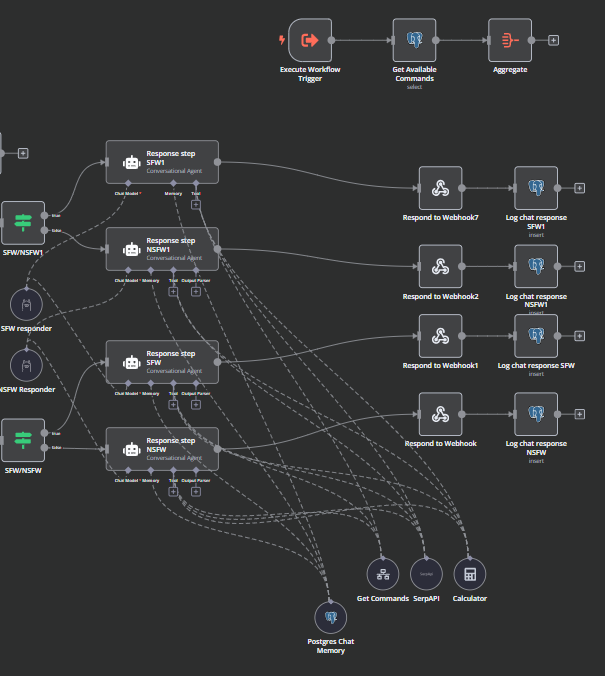 Execute Workflow
Trigger
Get Available
Commands
select
Aggregate
Response step
SFW1
Conversational Agent
Chat Model *
Memory
Tool
true
false
SFW/NSFW1
Respond to Webhook7
Log chat response
SFW1
insert
Response step
NSFW1
Conversational Agent
Chat Model * Memory Tool Output Parser
Respond to Webhook2
Log chat response
NSFW1
insert
SFW responder
Response step
SFW
Conversational Agent
Chat Model * Memory Tool Output Parser
Respond to Webhook1
Log chat response SFW
insert
NSFW Responder
true
false
SFW/NSFW
Response step
NSFW
Conversational Agent
Chat Model * Memory Tool Output Parser
Respond to Webhook
Log chat response
NSFW
insert
Get Commands
SerpAPI
Calculator
Postgres Chat
Memory